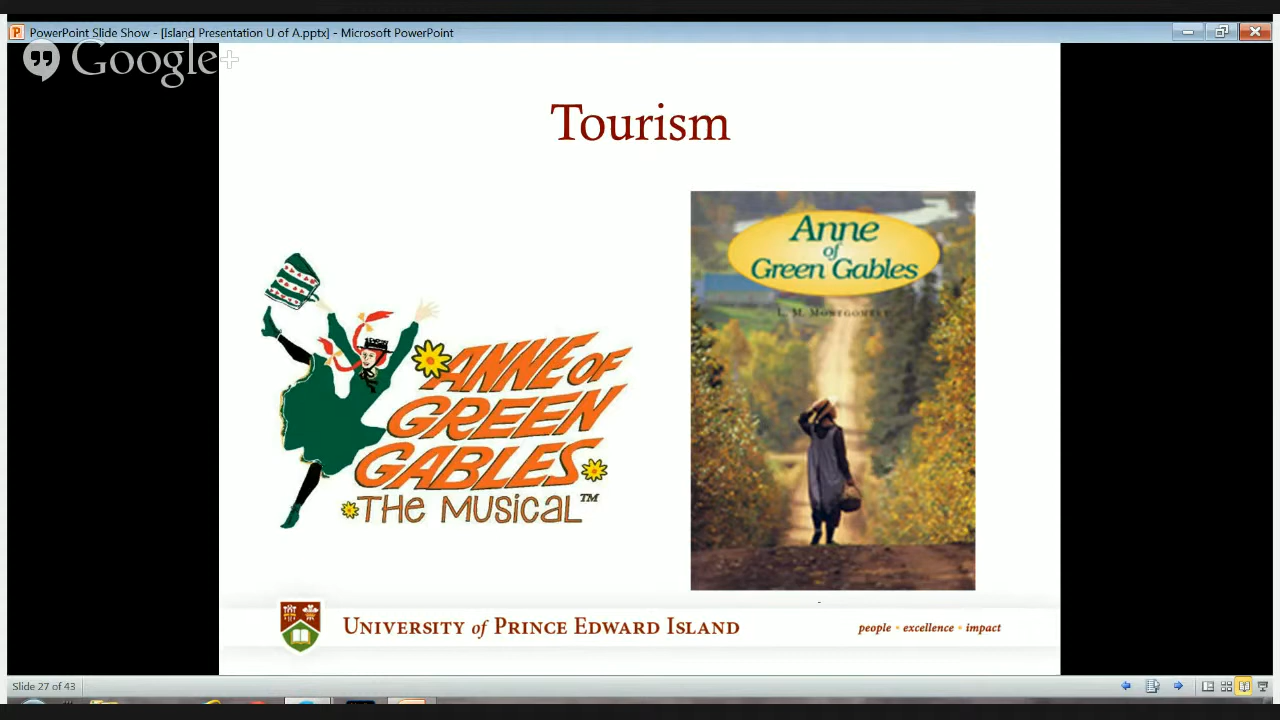 PowerPoint Slide Show - [Island Presentation U of A.pptx] - Microsoft PowerPoint
Google+
Tourism
Anne
of
Green Gables
L. M. Montgomery
ANNE OF
GREEN
GABLES
THE MUSICAL™
UNIVERSITY of PRINCE EDWARD ISLAND
people • excellence • impact
Slide 27 of 43